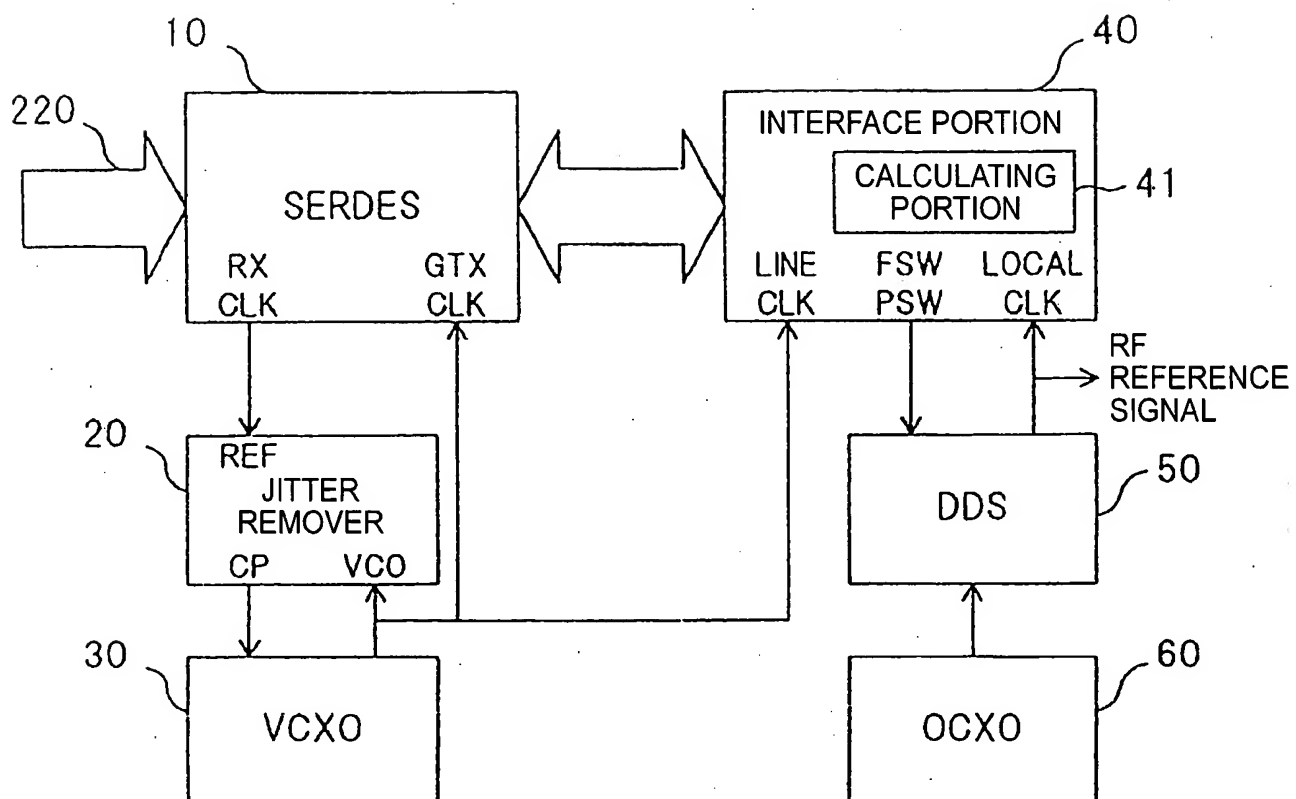 10
40
220
INTERFACE PORTION
CALCULATING
PORTION
41
SERDES
RX
CLK
GTX
CLK
LINE
CLK
FSW
PSW
LOCAL
CLK
RF
REFERENCE
SIGNAL
20
REF
JITTER
REMOVER
CP
VCO
50
DDS
30
VCXO
60
OCXO